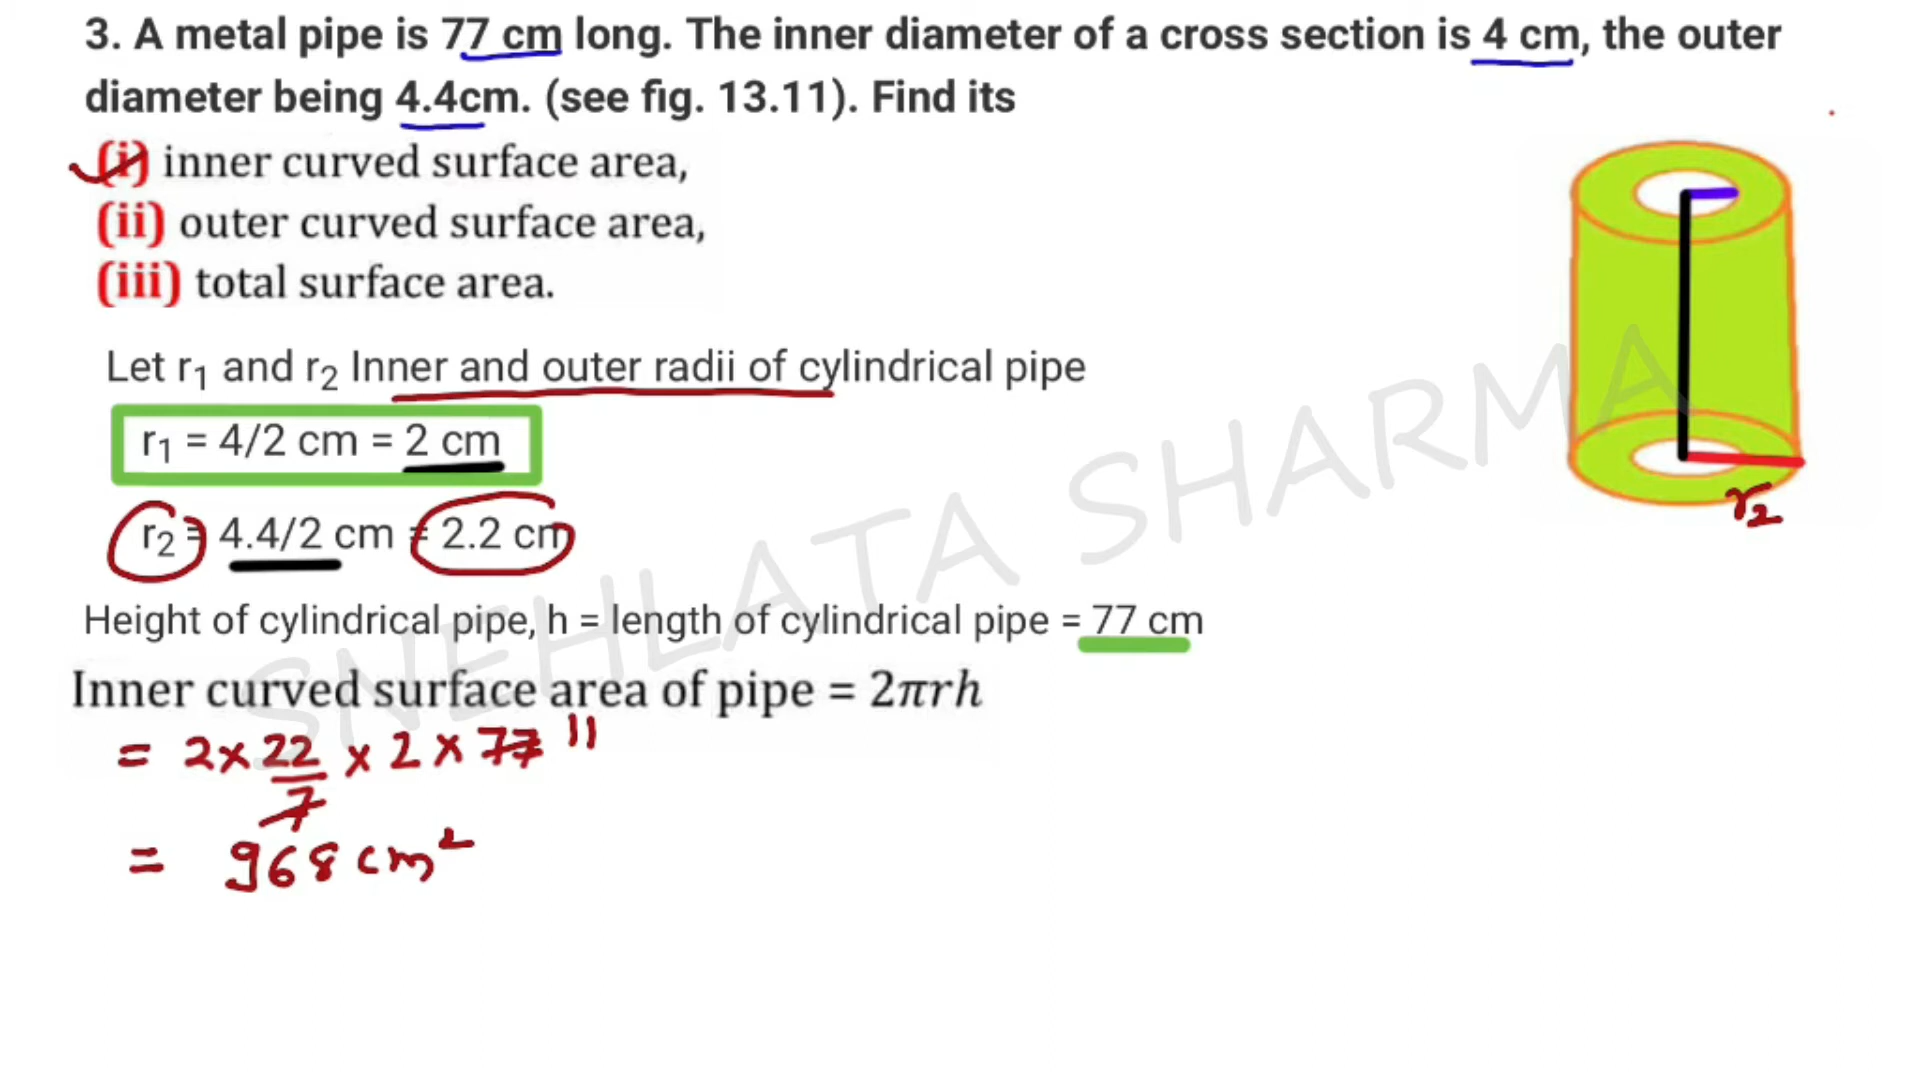 3. A metal pipe is 77 cm long. The inner diameter of a cross section is 4 cm, the outer
diameter being 4.4cm. (see fig. 13.11). Find its
(i) inner curved surface area,
(ii) outer curved surface area,
(iii) total surface area.
Let r₁ and r₂ Inner and outer radii of cylindrical pipe
r₁ = 4/2 cm = 2 cm
r₂ = 4.4/2 cm = 2.2 cm
r₂
Height of cylindrical pipe, h = length of cylindrical pipe = 77 cm
Inner curved surface area of pipe = 2πrh
= 2 × 22/7 × 2 × 77 11
= 968 cm²
SNEHLATA SHARMA